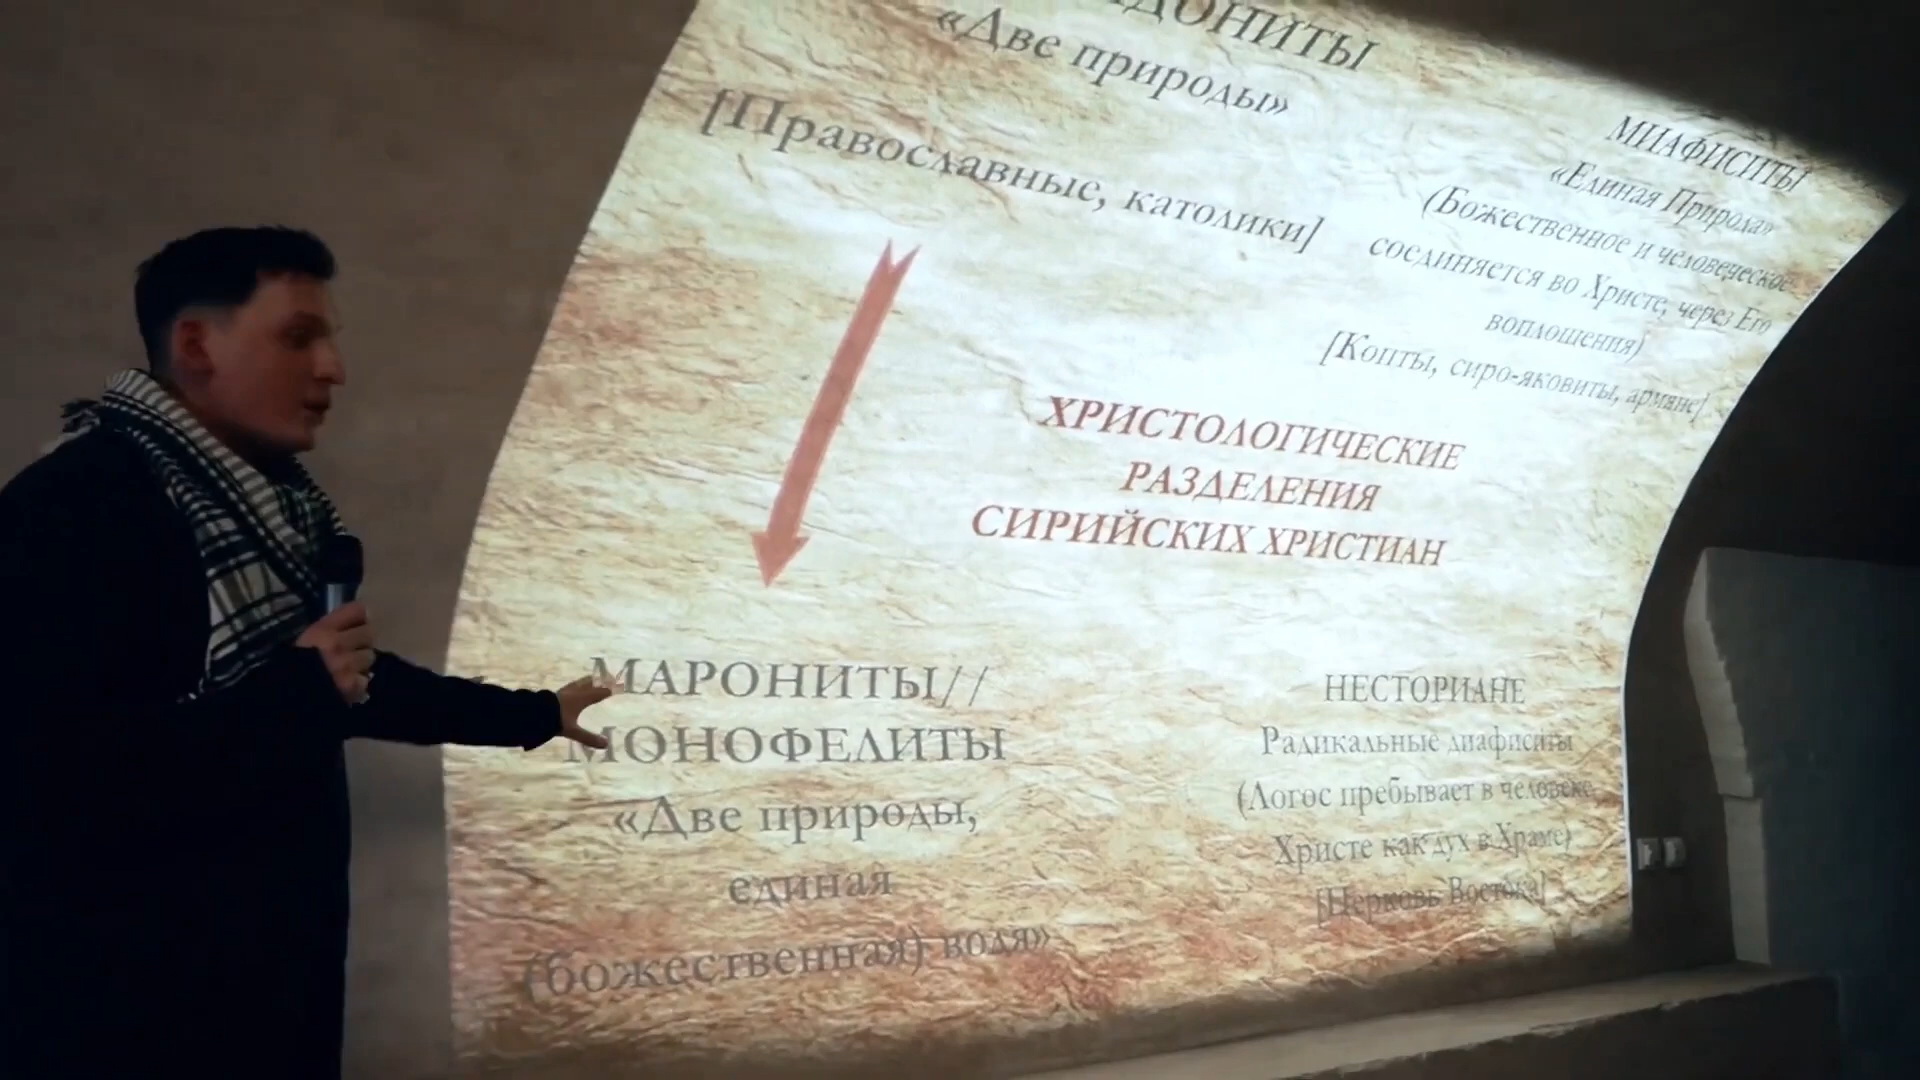 ДОНИТЫ
«Две природы»
[Православные, католики]
МИАФИСИТЫ
«Единая Природа»
(Божественное и человеческое
соединяется во Христе, через Его
воплощения)
[Копты, сиро-яковиты, армяне]
ХРИСТОЛОГИЧЕСКИЕ
РАЗДЕЛЕНИЯ
СИРИЙСКИХ ХРИСТИАН
МАРОНИТЫ//
МОНОФЕЛИТЫ
«Две природы,
единая
(божественная) воля»
НЕСТОРИАНЕ
Радикальные диафиситы
(Логос пребывает в человеке
Христе как дух в Храме)
[Церковь Востока]